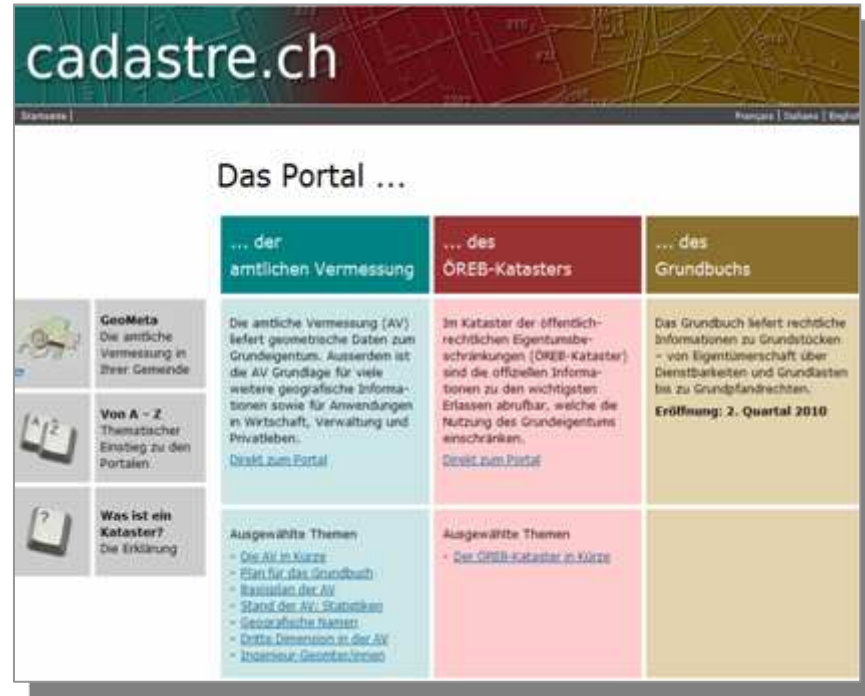 cadastre.ch
Startseite |
Français | Italiano | English
Das Portal ...
... der
amtlichen Vermessung
... des
ÖREB-Katasters
... des
Grundbuchs
GeoMeta
Die amtliche
Vermessung in
Ihrer Gemeinde
Von A - Z
Thematischer
Einstieg zu den
Portalen
Was ist ein
Kataster?
Die Erklärung
Die amtliche Vermessung (AV)
liefert geometrische Daten zum
Grundeigentum. Ausserdem ist
die AV Grundlage für viele
weitere geografische Informa-
tionen sowie für Anwendungen
in Wirtschaft, Verwaltung und
Privatleben.
Direkt zum Portal
Im Kataster der öffentlich-
rechtlichen Eigentumsbe-
schränkungen (ÖREB-Kataster)
sind die offiziellen Informa-
tionen zu den wichtigsten
Erlassen abrufbar, welche die
Nutzung des Grundeigentums
einschränken.
Direkt zum Portal
Das Grundbuch liefert rechtliche
Informationen zu Grundstücken
- von Eigentümerschaft über
Dienstbarkeiten und Grundlasten
bis zu Grundpfandrechten.
Eröffnung: 2. Quartal 2010
Ausgewählte Themen
- Die AV in Kürze
- Plan für das Grundbuch
- Basisplan der AV
- Stand der AV: Statistiken
- Geografische Namen
- Dritte Dimension in der AV
- Ingenieur-Geometer/innen
Ausgewählte Themen
- Der ÖREB-Kataster in Kürze